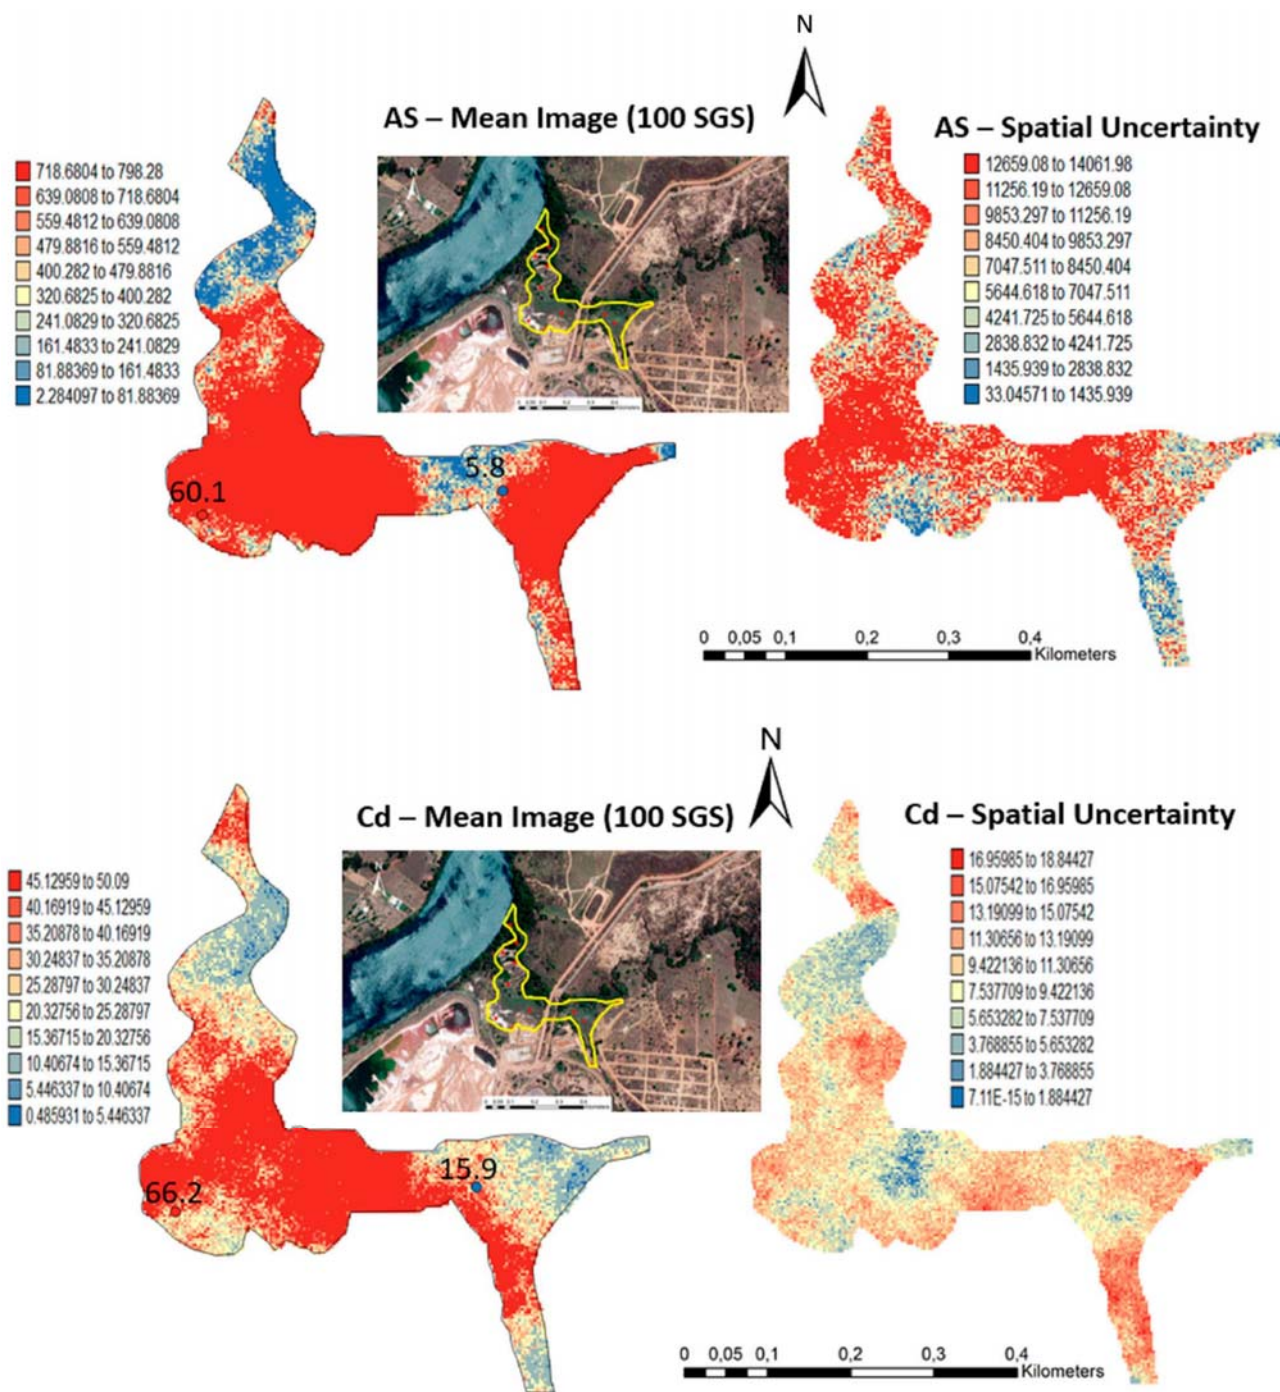 N
AS – Mean Image (100 SGS)
AS – Spatial Uncertainty
718.6804 to 798.28
639.0808 to 718.6804
559.4812 to 639.0808
479.8816 to 559.4812
400.282 to 479.8816
320.6825 to 400.282
241.0829 to 320.6825
161.4833 to 241.0829
81.88369 to 161.4833
2.284097 to 81.88369
12659.08 to 14061.98
11256.19 to 12659.08
9853.297 to 11256.19
8450.404 to 9853.297
7047.511 to 8450.404
5644.618 to 7047.511
4241.725 to 5644.618
2838.832 to 4241.725
1435.939 to 2838.832
33.04571 to 1435.939
5.8
60.1
0 0,05 0,1 0,2 0,3 0,4
Kilometers
N
Cd – Mean Image (100 SGS)
Cd – Spatial Uncertainty
45.12959 to 50.09
40.16919 to 45.12959
35.20878 to 40.16919
30.24837 to 35.20878
25.28797 to 30.24837
20.32756 to 25.28797
15.36715 to 20.32756
10.40674 to 15.36715
5.446337 to 10.40674
0.485931 to 5.446337
16.95985 to 18.84427
15.07542 to 16.95985
13.19099 to 15.07542
11.30656 to 13.19099
9.422136 to 11.30656
7.537709 to 9.422136
5.653282 to 7.537709
3.768855 to 5.653282
1.884427 to 3.768855
7.11E-15 to 1.884427
15.9
66.2
0 0,05 0,1 0,2 0,3 0,4
Kilometers